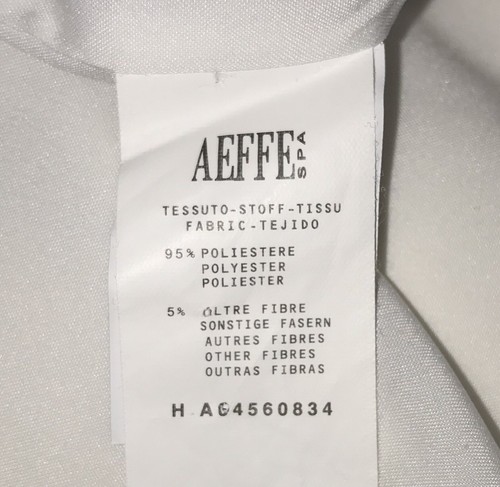 AEFFE SPA
TESSUTO-STOFF-TISSU
FABRIC-TEJIDO
95% POLIESTERE
POLYESTER
POLIESTER
5% OLTRE FIBRE
SONSTIGE FASERN
AUTRES FIBRES
OTHER FIBRES
OUTRAS FIBRAS
H A04560834